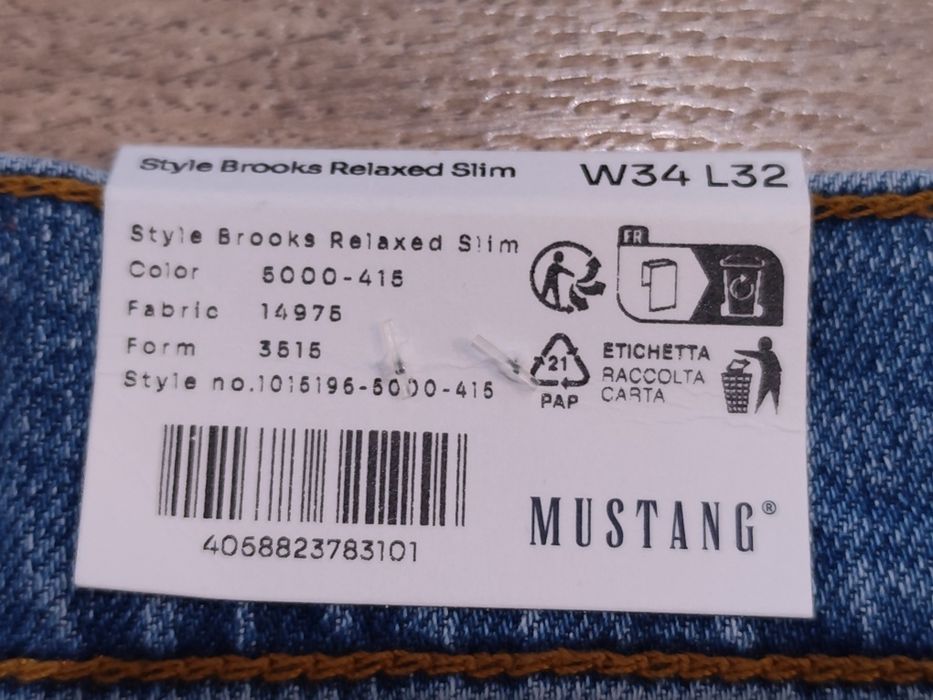 Style Brooks Relaxed Slim W34 L32
Style Brooks Relaxed Slim
Color 5000-415
Fabric 14975
Form 3515
Style no.1015196-5000-415
4058823783101
FR
21
PAP
ETICHETTA
RACCOLTA
CARTA
MUSTANG®